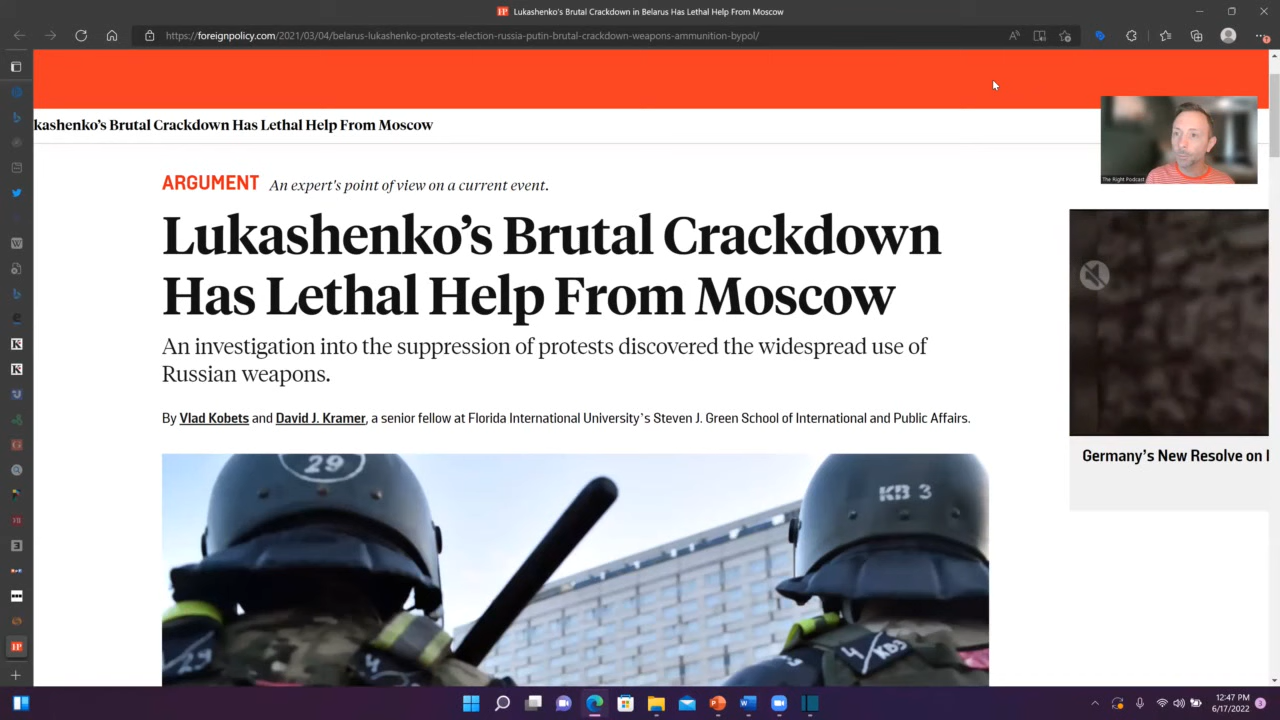 Lukashenko's Brutal Crackdown in Belarus Has Lethal Help From Moscow
https://foreignpolicy.com/2021/03/04/belarus-lukashenko-protests-election-russia-putin-brutal-crackdown-weapons-ammunition-bypol/
kashenko's Brutal Crackdown Has Lethal Help From Moscow
The Right Podcast
ARGUMENT An expert's point of view on a current event.
Lukashenko's Brutal Crackdown
Has Lethal Help From Moscow
An investigation into the suppression of protests discovered the widespread use of
Russian weapons.
By Vlad Kobets and David J. Kramer, a senior fellow at Florida International University's Steven J. Green School of International and Public Affairs.
Germany's New Resolve on
29
KB 3
4
12:47 PM
6/17/2022